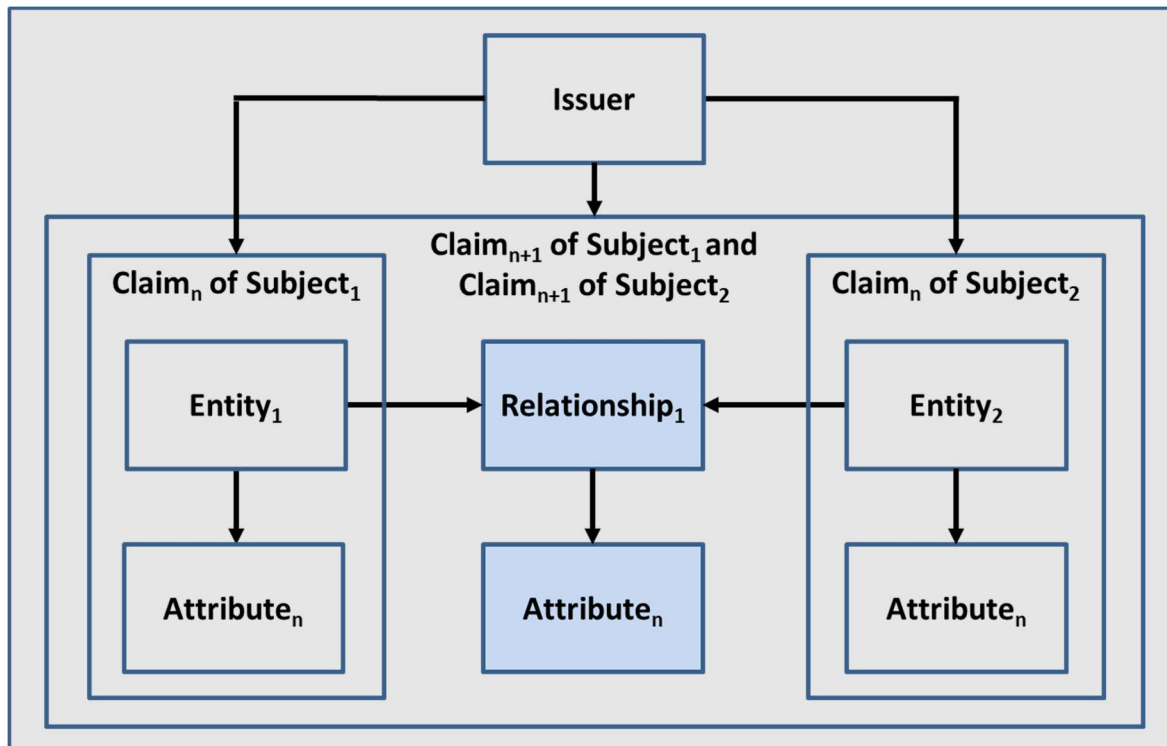 Issuer
Claimₙ₊₁ of Subject₁ and
Claimₙ₊₁ of Subject₂
Claimₙ of Subject₁
Claimₙ of Subject₂
Entity₁
Relationship₁
Entity₂
Attributeₙ
Attributeₙ
Attributeₙ